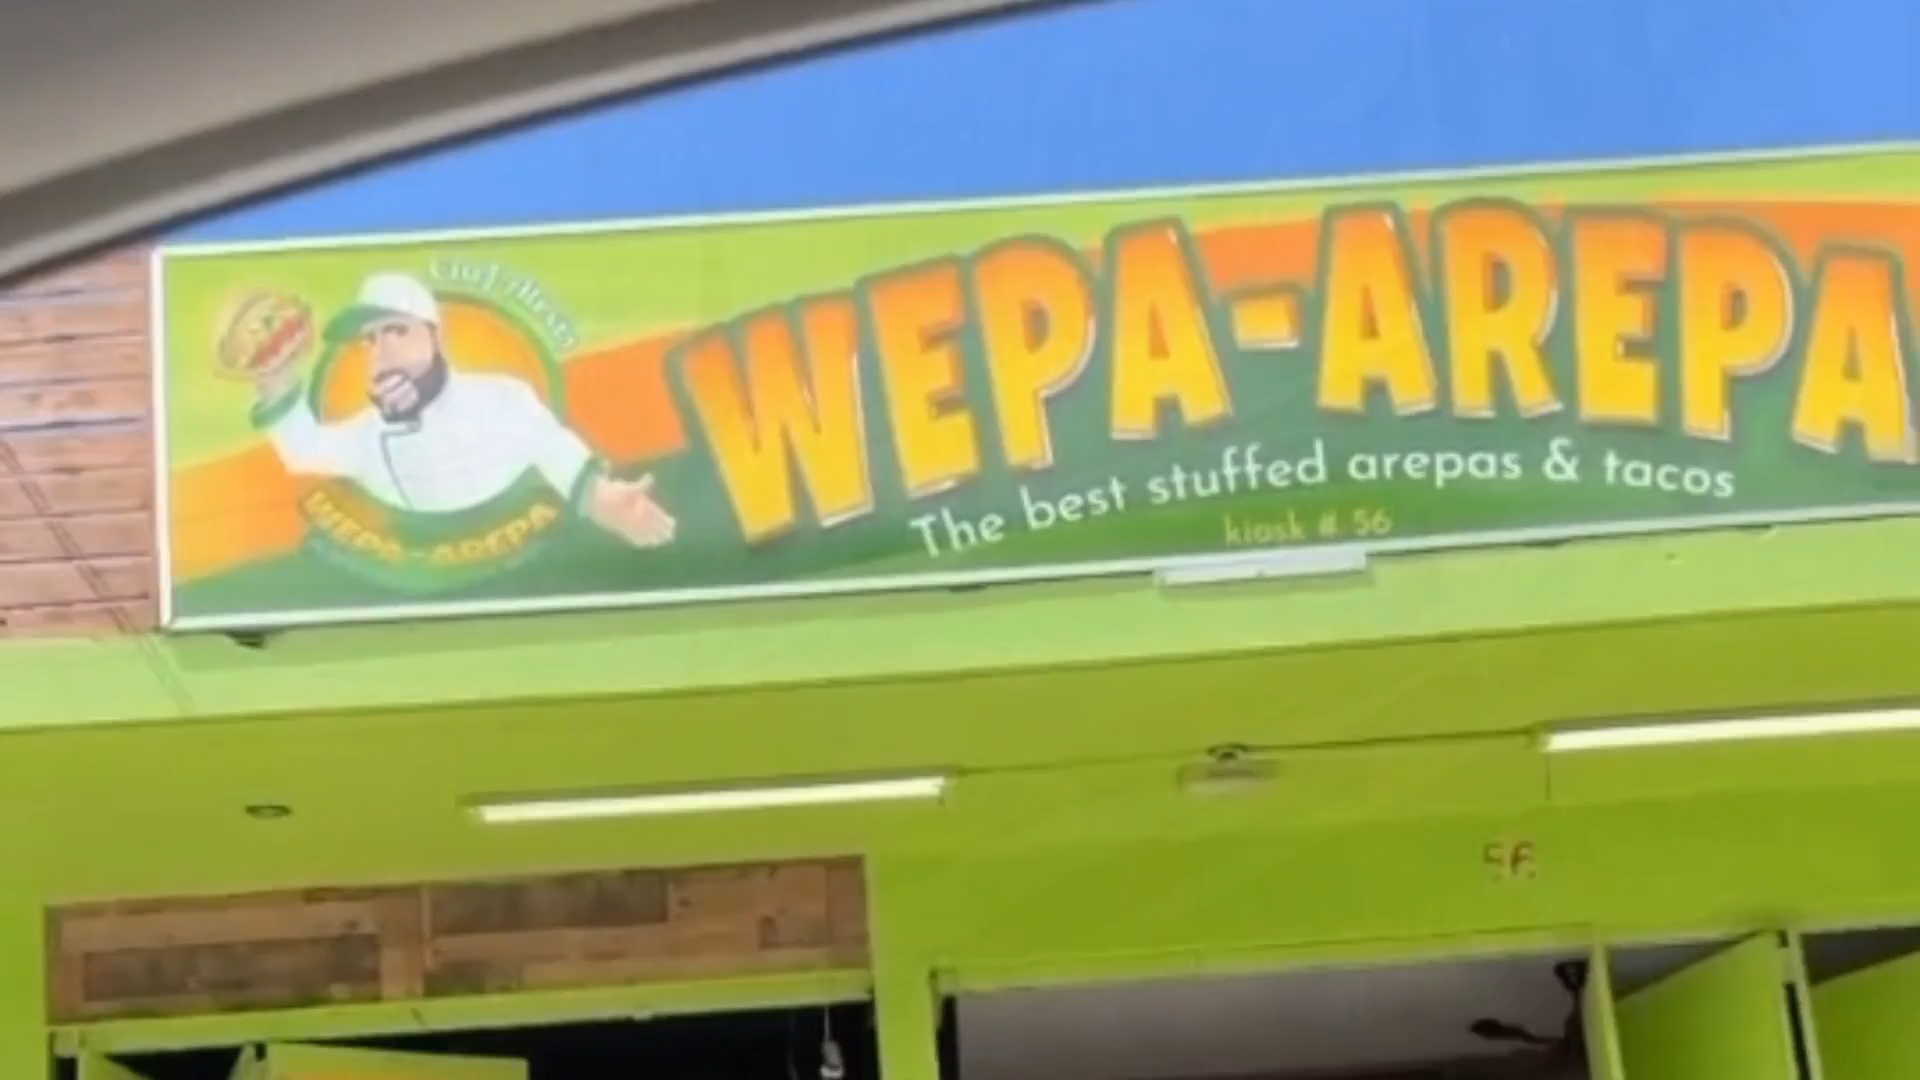 WEPA-AREPA
The best stuffed arepas & tacos
kiosk #. 56
WEPA-AREPA
56